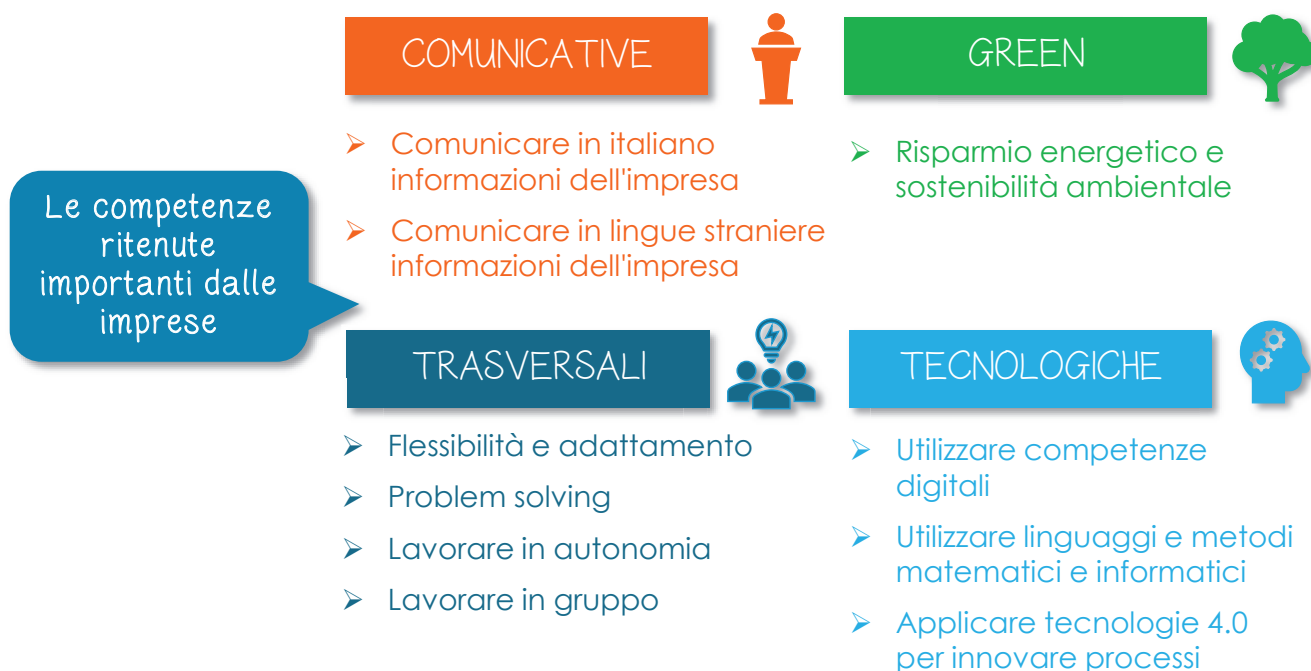 Le competenze
ritenute
importanti dalle
imprese
COMUNICATIVE
➢ Comunicare in italiano
informazioni dell'impresa
➢ Comunicare in lingue straniere
informazioni dell'impresa
GREEN
➢ Risparmio energetico e
sostenibilità ambientale
TRASVERSALI
➢ Flessibilità e adattamento
➢ Problem solving
➢ Lavorare in autonomia
➢ Lavorare in gruppo
TECNOLOGICHE
➢ Utilizzare competenze
digitali
➢ Utilizzare linguaggi e metodi
matematici e informatici
➢ Applicare tecnologie 4.0
per innovare processi